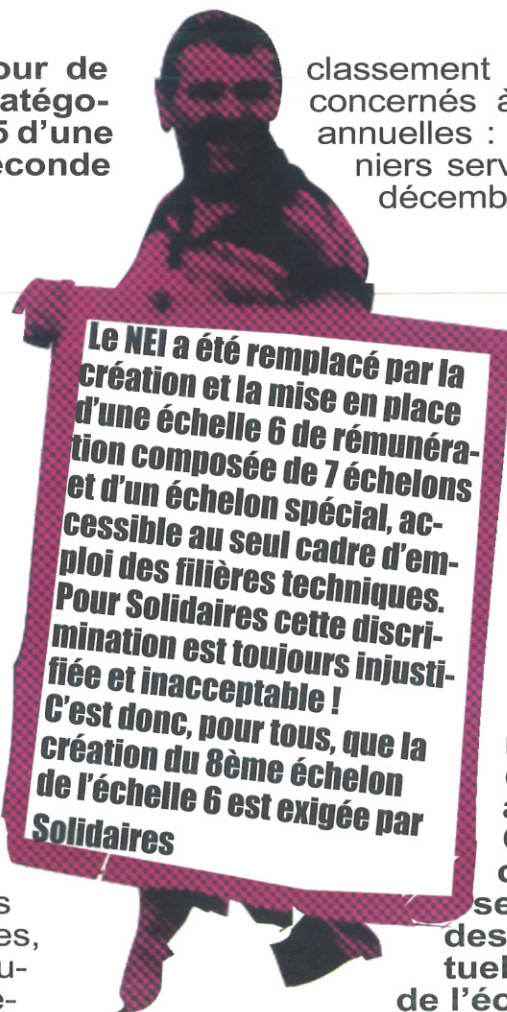 our de
atégo-
5 d'une
econde
classement
concernés à
annuelles :
niers serv
décemb
Le NEI a été remplacé par la
création et la mise en place
d'une échelle 6 de rémunéra-
tion composée de 7 échelons
et d'un échelon spécial, ac-
cessible au seul cadre d'em-
ploi des filières techniques.
Pour Solidaires cette discri-
mination est toujours injusti-
fiée et inacceptable !
C'est donc, pour tous, que la
création du 8ème échelon
de l'échelle 6 est exigée par
Solidaires
s
es,
u-
e-
se
des
tuel
de l'éc